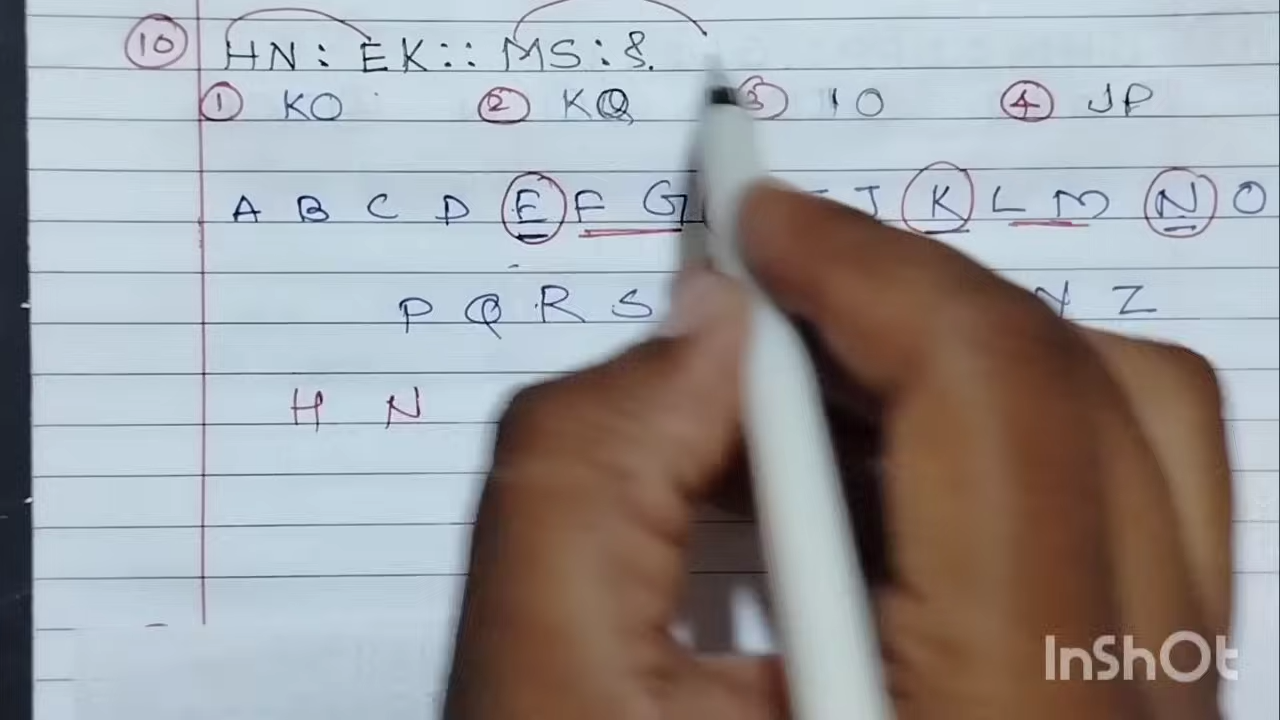 10 HN : EK :: MS : ?.
1 KO 2 KQ 3 IO 4 JP
A B C D E F G J K L M N O
P Q R S Y Z
H N
InShOt